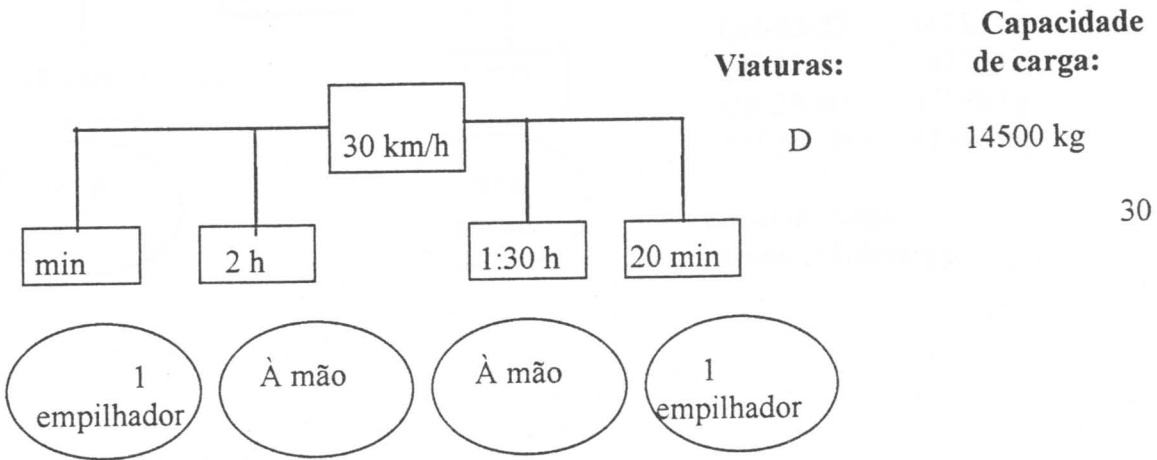 Capacidade
Viaturas: de carga:
30 km/h
D 14500 kg
30
min 2 h 1:30 h 20 min
1 À mão À mão 1
empilhador empilhador